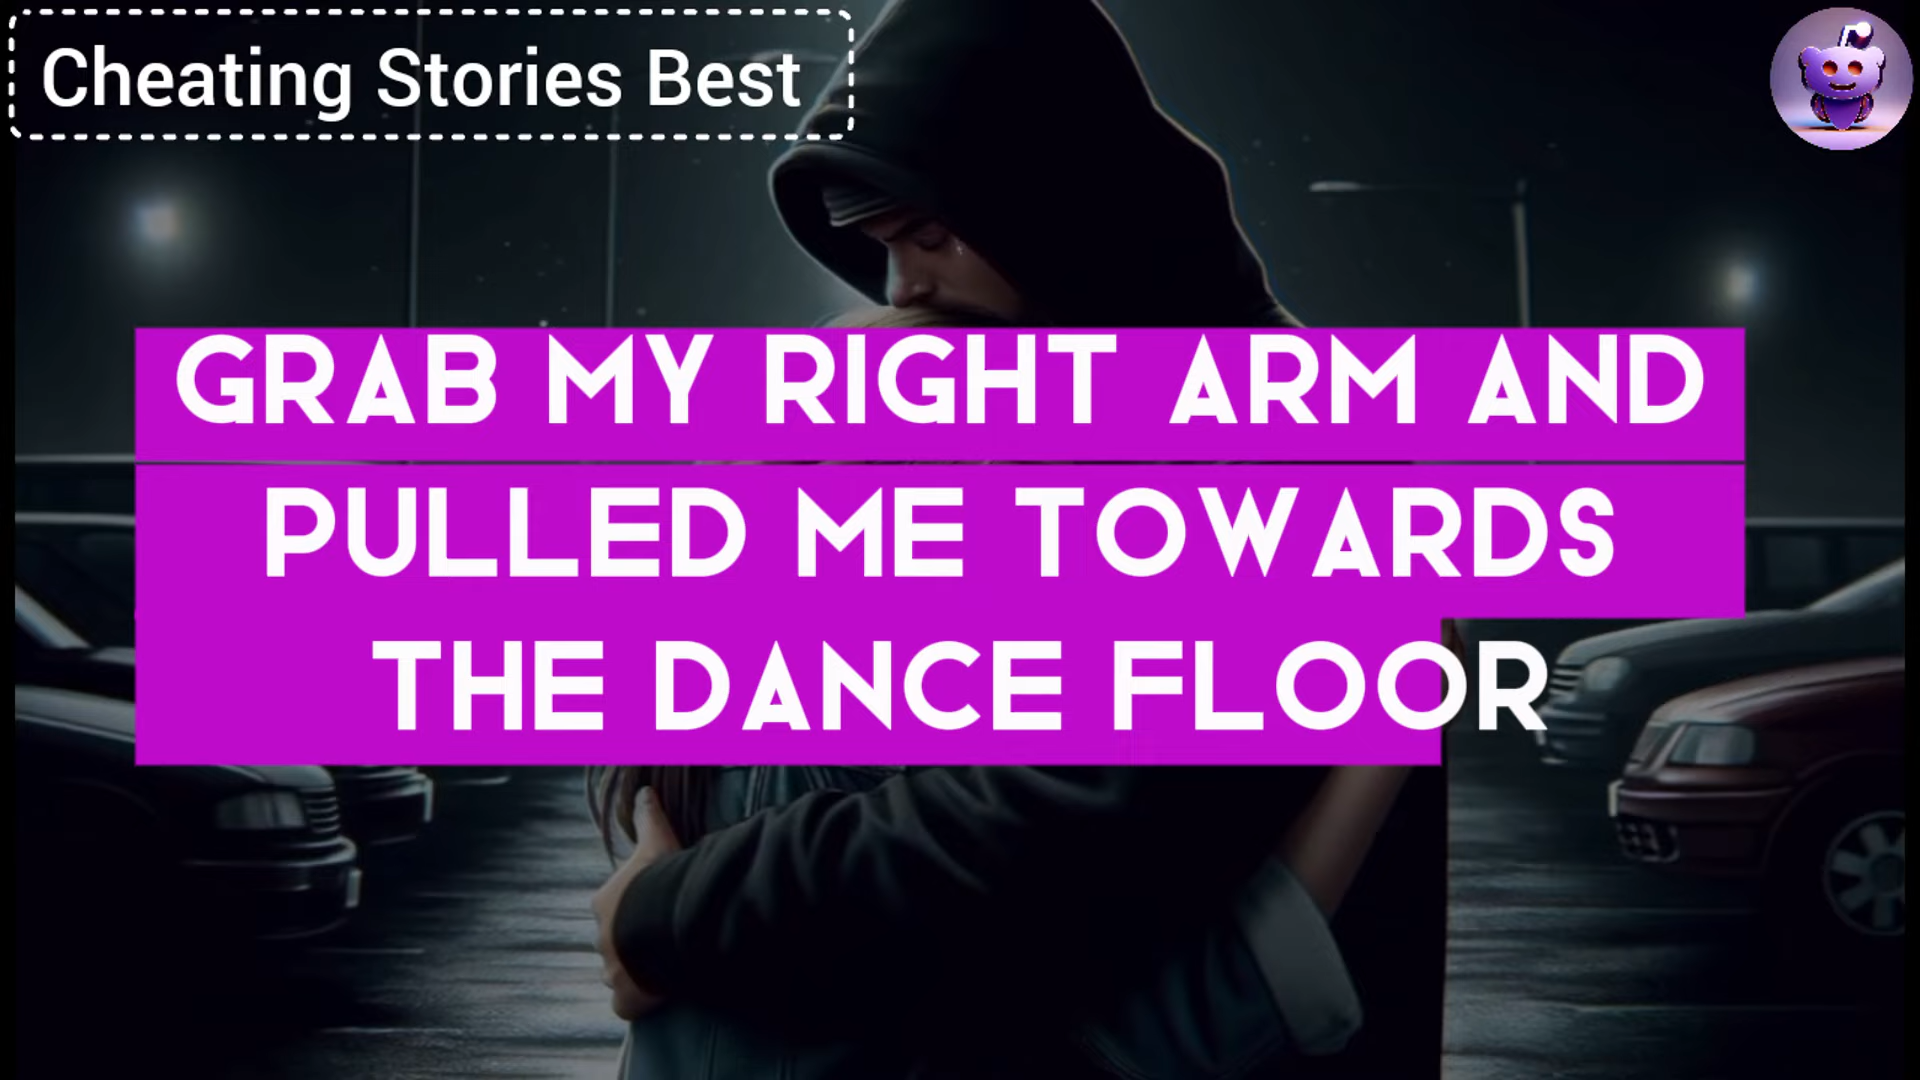 Cheating Stories Best
GRAB MY RIGHT ARM AND
PULLED ME TOWARDS
THE DANCE FLOOR